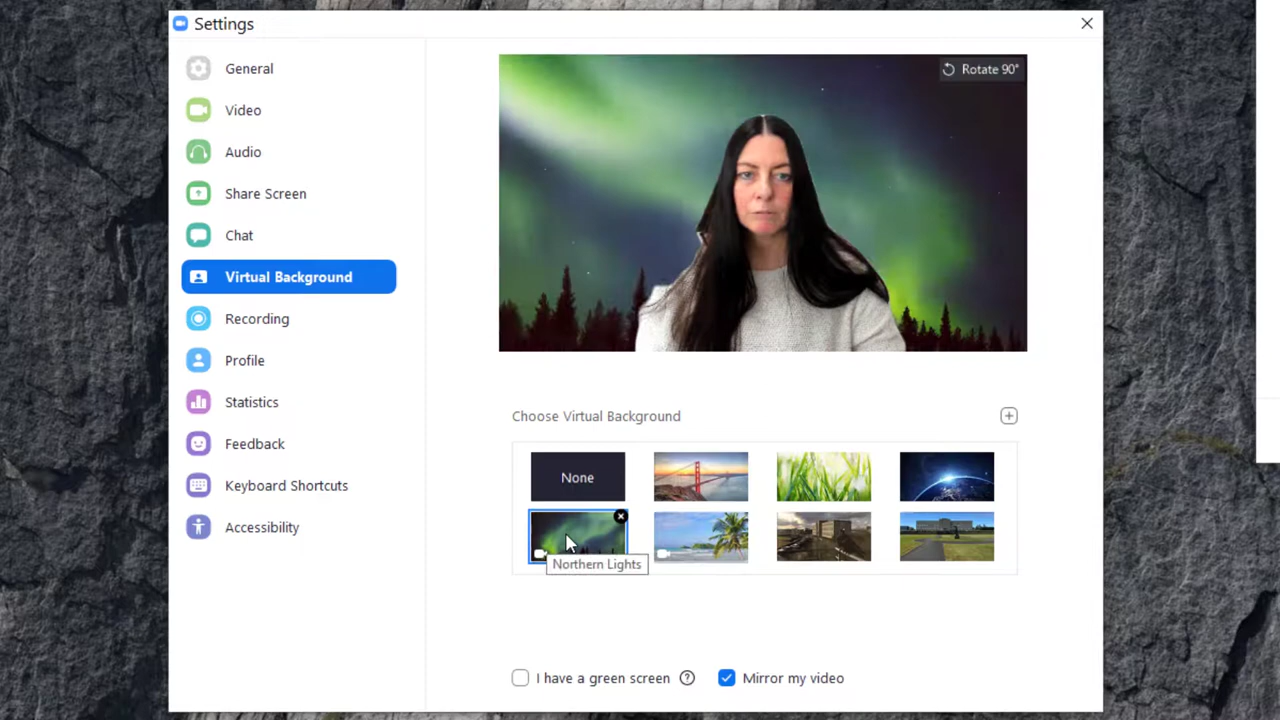 Settings
General
Video
Audio
Share Screen
Chat
Virtual Background
Recording
Profile
Statistics
Feedback
Keyboard Shortcuts
Accessibility
Rotate 90°
Choose Virtual Background
None
Northern Lights
I have a green screen
Mirror my video